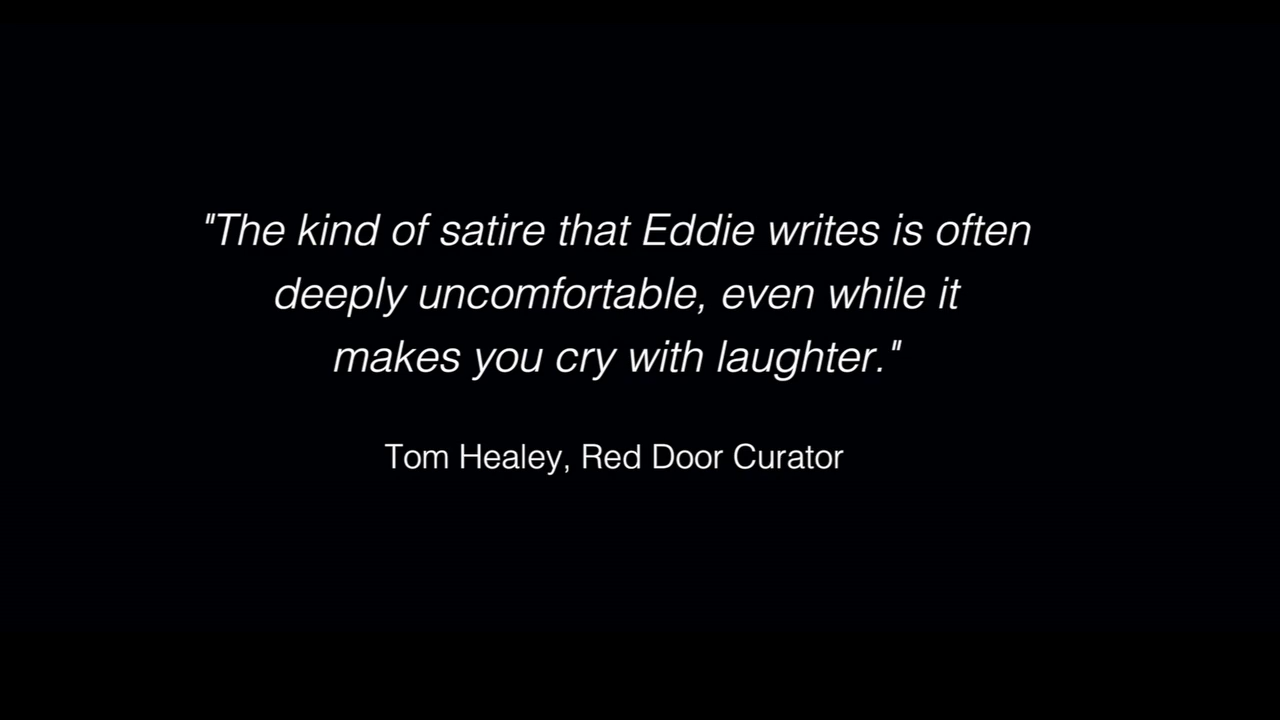 "The kind of satire that Eddie writes is often
deeply uncomfortable, even while it
makes you cry with laughter."
Tom Healey, Red Door Curator